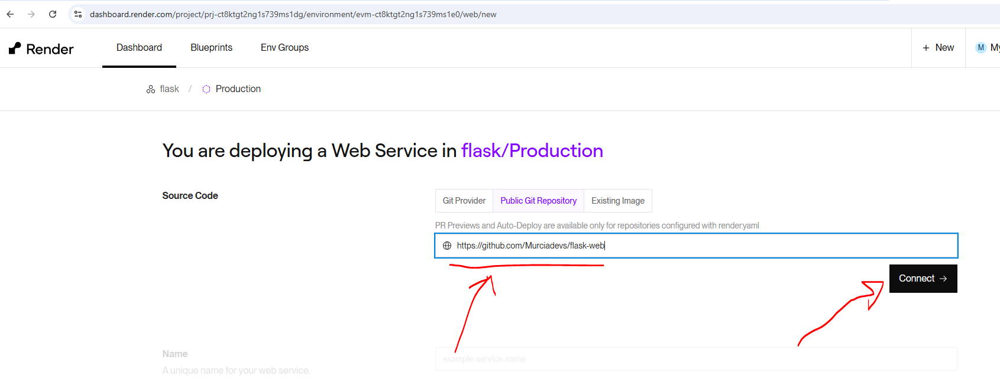 dashboard.render.com/project/prj-ct8ktgt2ng1s739ms1dg/environment/evm-ct8ktgt2ng1s739ms1e0/web/new
Render Dashboard Blueprints Env Groups + New M My
flask / Production
You are deploying a Web Service in flask/Production
Source Code
Git Provider Public Git Repository Existing Image
PR Previews and Auto-Deploy are available only for repositories configured with render.yaml
https://github.com/Murciadevs/flask-web
Connect →
Name
example-service-name
A unique name for your web service.